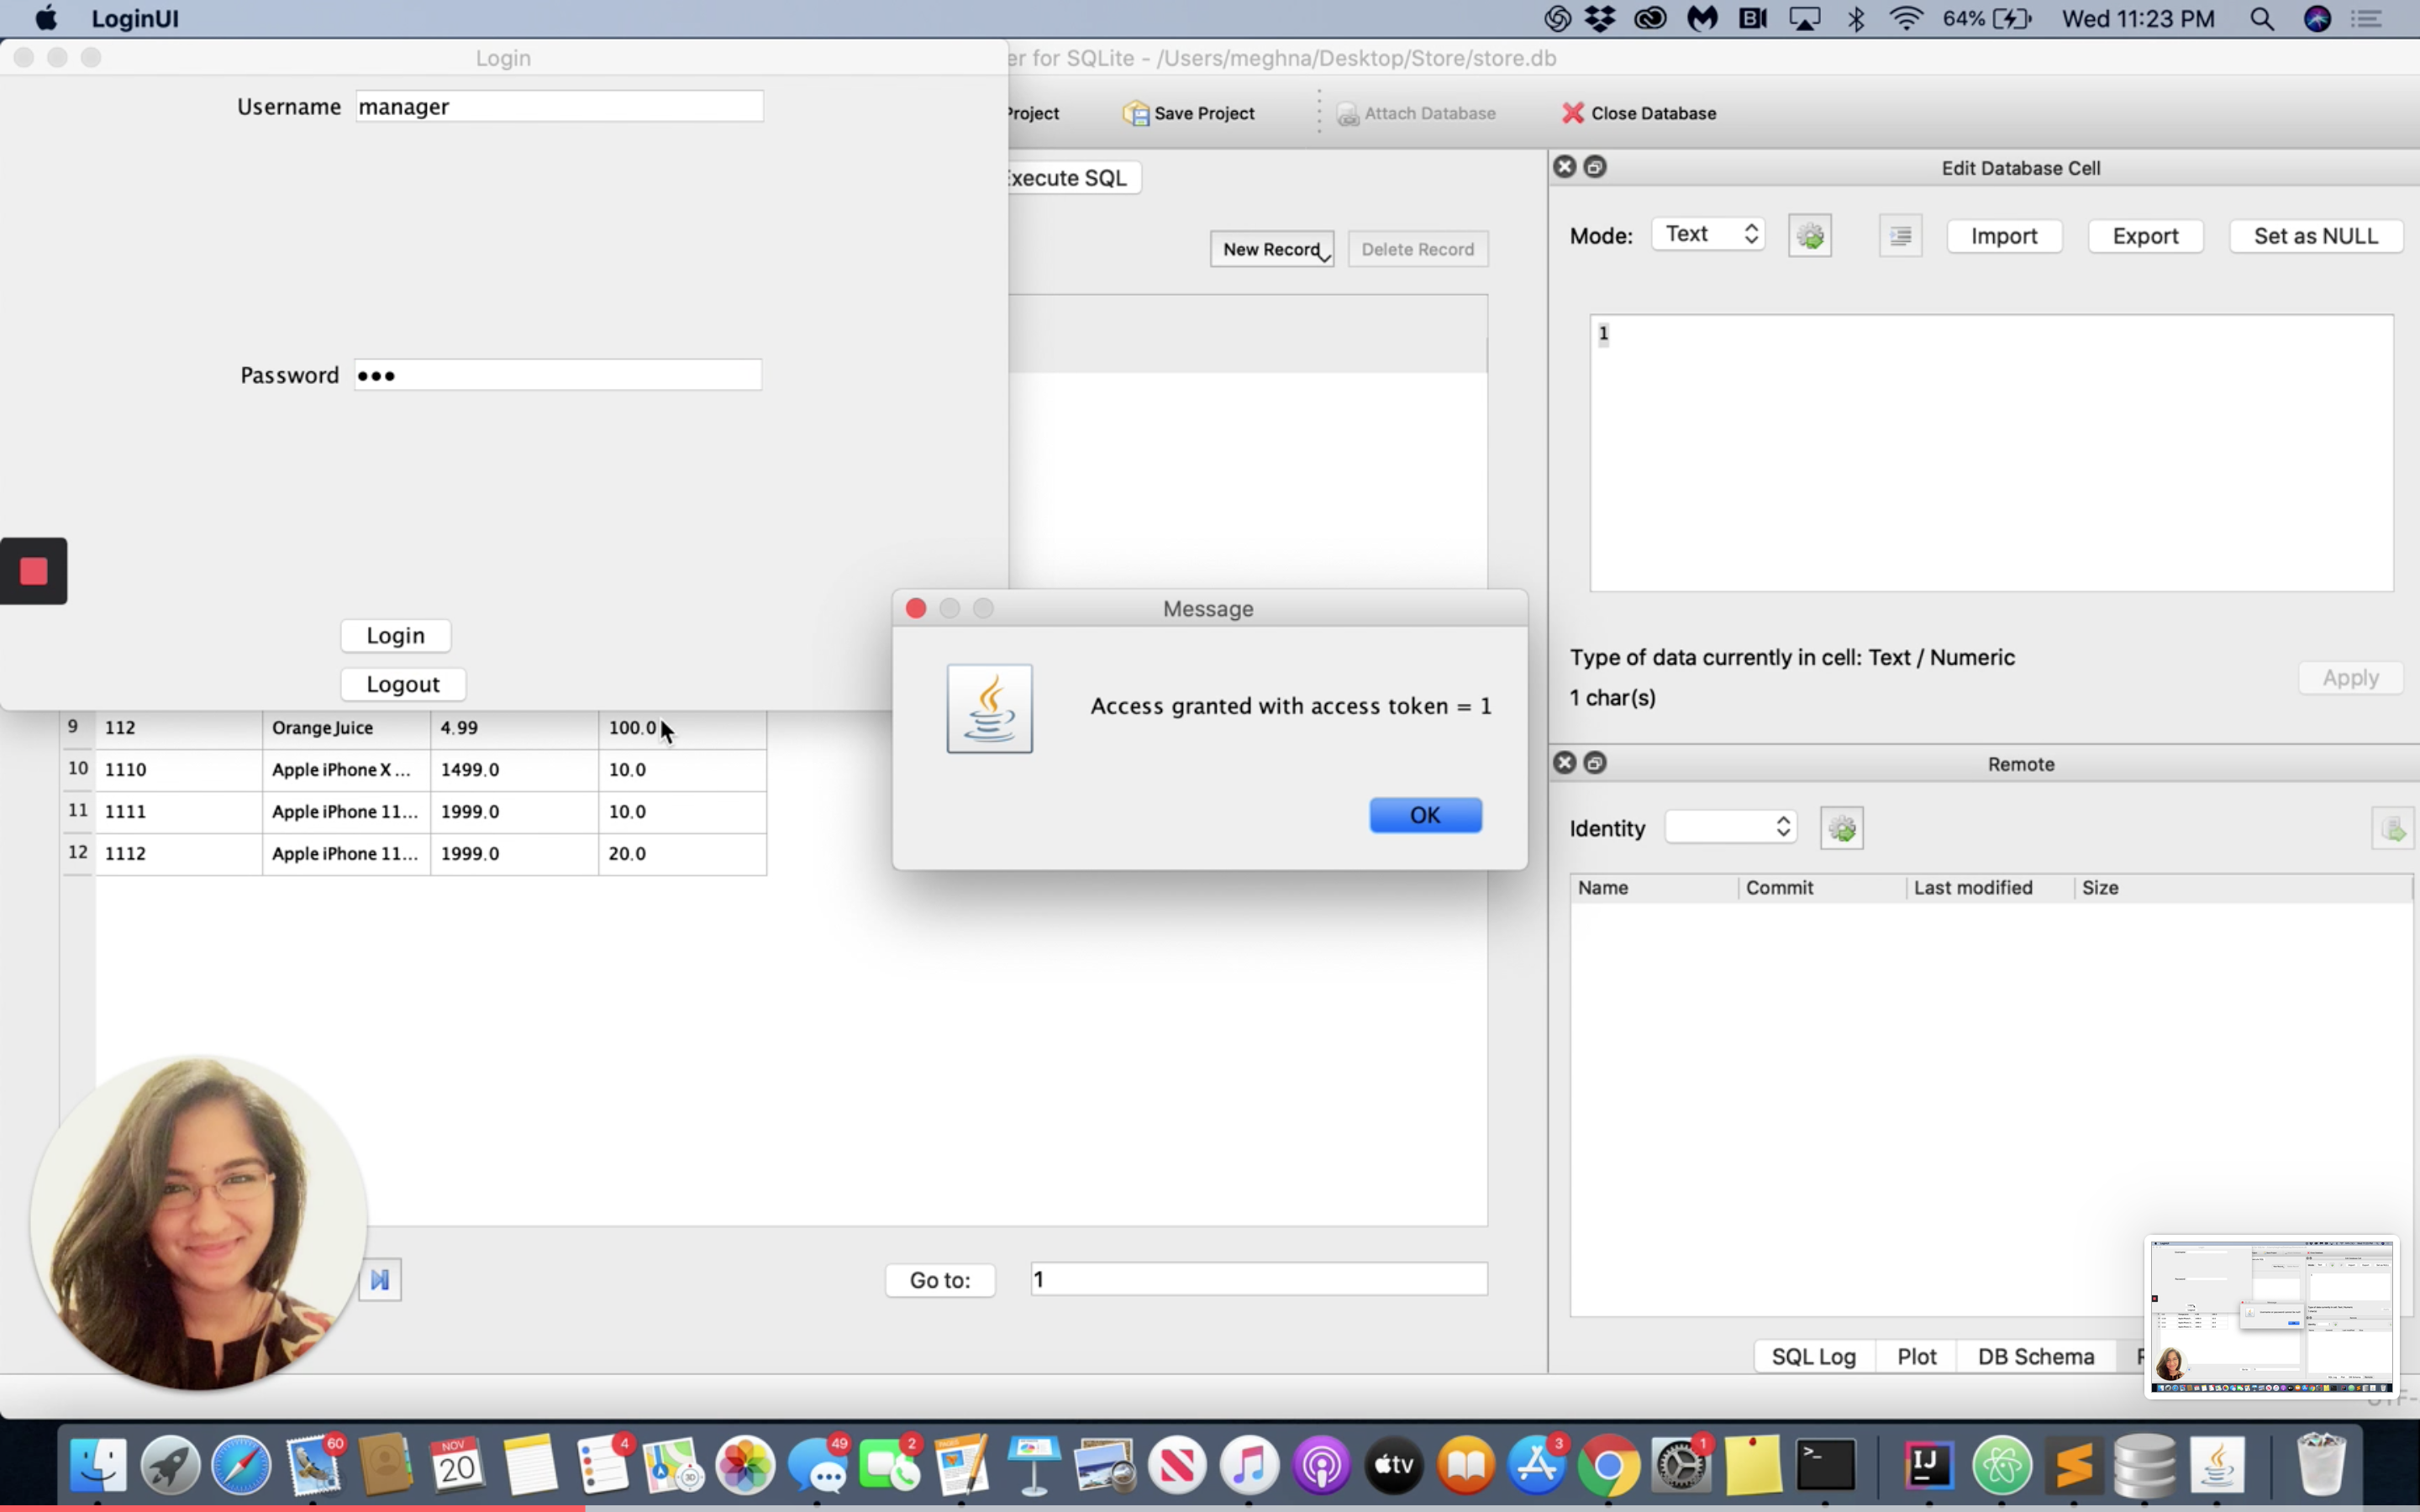 LoginUI
64%
Wed 11:23 PM
Login
er for SQLite - /Users/meghna/Desktop/Store/store.db
Username
manager
Project
Save Project
Attach Database
Close Database
Execute SQL
Edit Database Cell
New Record
Delete Record
Mode:
Text
Import
Export
Set as NULL
1
Password
•••
Login
Logout
Message
Access granted with access token = 1
OK
Type of data currently in cell: Text / Numeric
1 char(s)
Apply
9 112 Orange Juice 4.99 100.0
10 1110 Apple iPhone X ... 1499.0 10.0
11 1111 Apple iPhone 11... 1999.0 10.0
12 1112 Apple iPhone 11... 1999.0 20.0
Remote
Identity
Name Commit Last modified Size
Go to:
1
SQL Log Plot DB Schema
60
NOV
20
4
49
2
PAGES
tv
3
1
>_
IJ